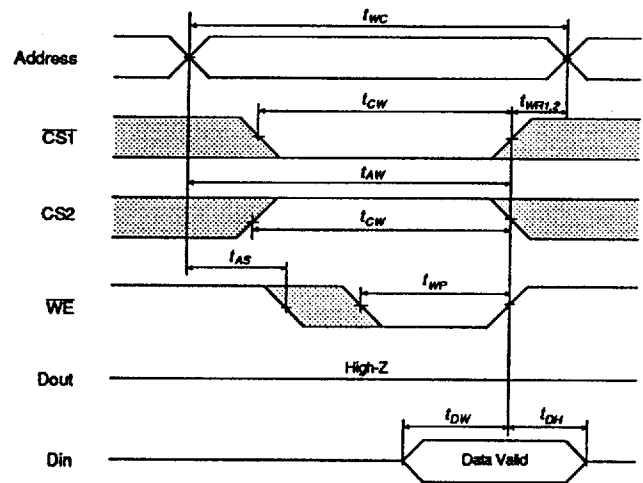 tWC
Address
tCW
tWR1,2
CS1
tAW
CS2
tCW
tAS
WE
tWP
Dout
High-Z
tDW
tDH
Din
Data Valid